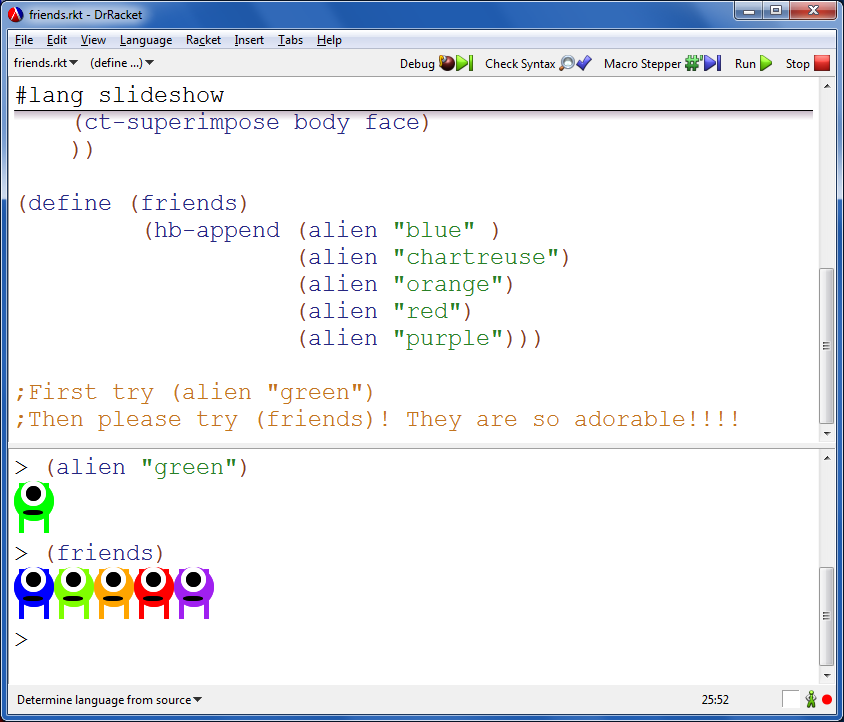 friends.rkt - DrRacket
File Edit View Language Racket Insert Tabs Help
friends.rkt (define ...) Debug Check Syntax Macro Stepper Run Stop
#lang slideshow
(ct-superimpose body face)
))
(define (friends)
(hb-append (alien "blue" )
(alien "chartreuse")
(alien "orange")
(alien "red")
(alien "purple")))
;First try (alien "green")
;Then please try (friends)! They are so adorable!!!!
> (alien "green")
> (friends)
>
Determine language from source 25:52